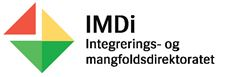 IMDi
Integrerings- og
mangfoldsdirektoratet